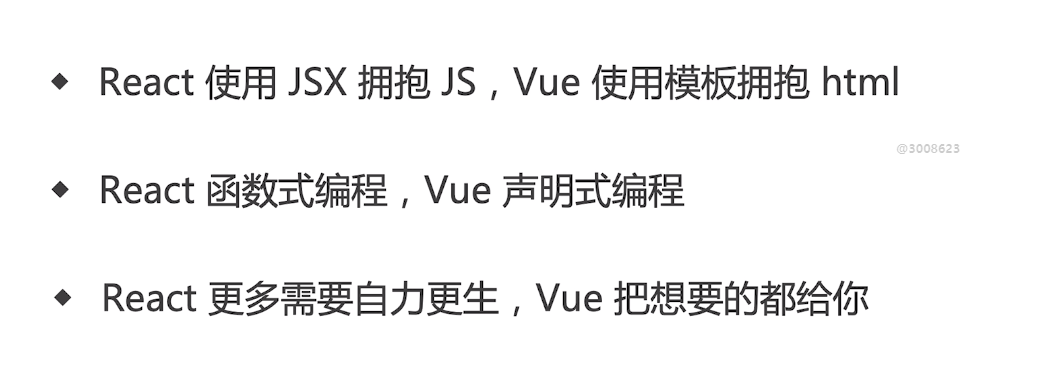 ◆ React 使用 JSX 拥抱 JS，Vue 使用模板拥抱 html
@3008623
◆ React 函数式编程，Vue 声明式编程
◆ React 更多需要自力更生，Vue 把想要的都给你